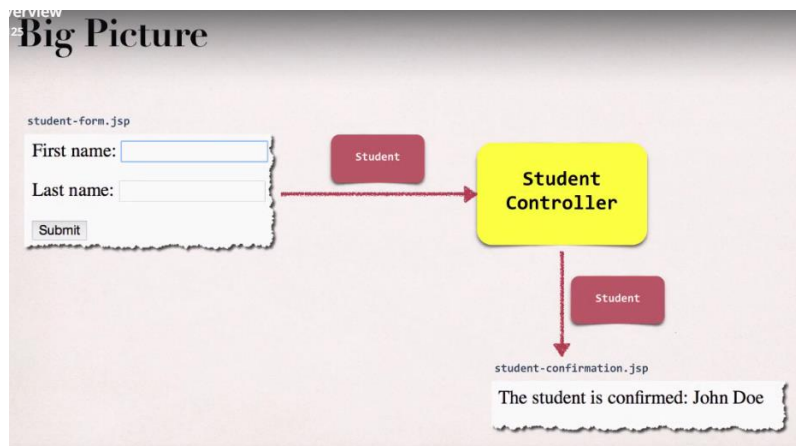 25
Big Picture
student-form.jsp
First name:
Student
Last name:
Submit
Student
Controller
Student
student-confirmation.jsp
The student is confirmed: John Doe